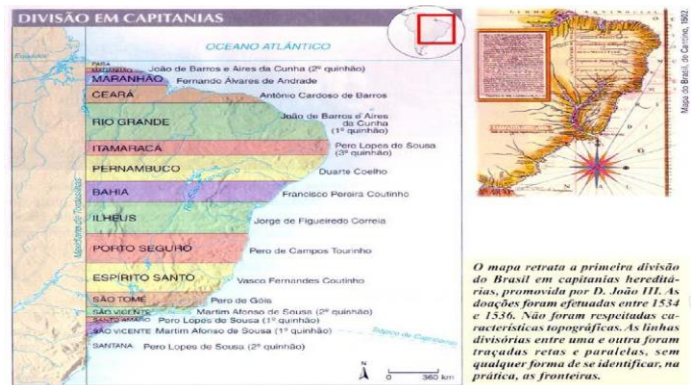 DIVISÃO EM CAPITANIAS
OCEANO ATLÂNTICO
Equador
PARÁ
João de Barros e Aires da Cunha (2º quinhão)
MARANHÃO
MARANHÃO
Fernando Álvares de Andrade
CEARÁ
Antônio Cardoso de Barros
RIO GRANDE
João de Barros e Aires
da Cunha
(1º quinhão)
ITAMARACÁ
Pero Lopes de Sousa
(3º quinhão)
PERNAMBUCO
Duarte Coelho
BAHIA
Francisco Pereira Coutinho
ILHÉUS
Jorge de Figueiredo Correia
PORTO SEGURO
Pero de Campos Tourinho
ESPÍRITO SANTO
Vasco Fernandes Coutinho
SÃO TOMÉ
Pero de Góis
SÃO VICENTE
Martim Afonso de Sousa (2º quinhão)
SANTO AMARO
Pero Lopes de Sousa (1º quinhão)
SÃO VICENTE
Martim Afonso de Sousa (1º quinhão)
Trópico de Capricórnio
SANTANA
Pero Lopes de Sousa (2º quinhão)
Meridiano de Tordesilhas
N
0 360 km
Mapa do Brasil, de Cantino, 1502.
O mapa retrata a primeira divisão
do Brasil em capitanias hereditá-
rias, promovida por D. João III. As
doações foram efetuadas entre 1534
e 1536. Não foram respeitadas ca-
racterísticas topográficas. As linhas
divisórias entre uma e outra foram
traçadas retas e paralelas, sem
qualquer forma de se identificar, na
prática, as fronteiras.